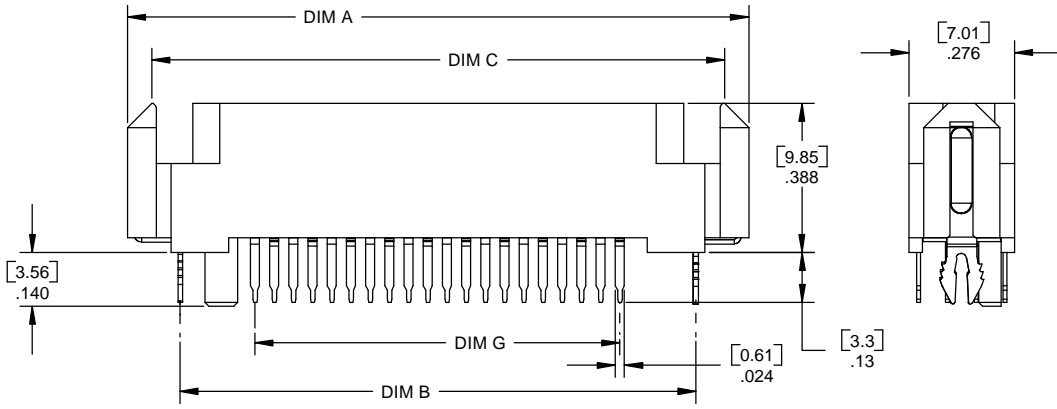 DIM A
[7.01]
.276
DIM C
[9.85]
.388
[3.56]
.140
DIM G
[0.61]
.024
[3.3]
.13
DIM B